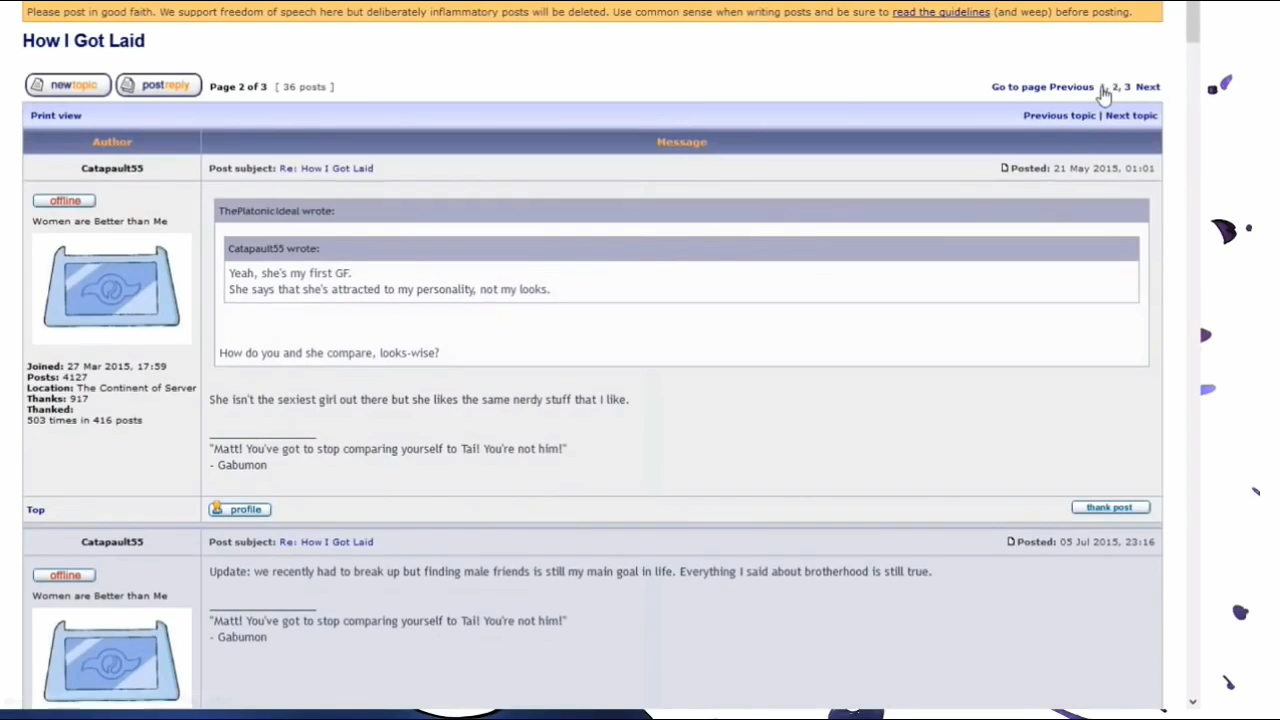 Please post in good faith. We support freedom of speech here but deliberately inflammatory posts will be deleted. Use common sense when writing posts and be sure to read the guidelines (and weep) before posting.
How I Got Laid
newtopic postreply Page 2 of 3 [ 36 posts ] Go to page Previous 2, 3 Next
Print view Previous topic | Next topic
Author Message
Catapault55 Post subject: Re: How I Got Laid Posted: 21 May 2015, 01:01
offline
Women are Better than Me
Joined: 27 Mar 2015, 17:59
Posts: 4127
Location: The Continent of Server
Thanks: 917
Thanked:
503 times in 416 posts
ThePlatonicIdeal wrote:
Catapault55 wrote:
Yeah, she's my first GF.
She says that she's attracted to my personality, not my looks.
How do you and she compare, looks-wise?
She isn't the sexiest girl out there but she likes the same nerdy stuff that I like.
"Matt! You've got to stop comparing yourself to Tai! You're not him!"
- Gabumon
Top profile thank post
Catapault55 Post subject: Re: How I Got Laid Posted: 05 Jul 2015, 23:16
offline
Women are Better than Me
Update: we recently had to break up but finding male friends is still my main goal in life. Everything I said about brotherhood is still true.
"Matt! You've got to stop comparing yourself to Tai! You're not him!"
- Gabumon